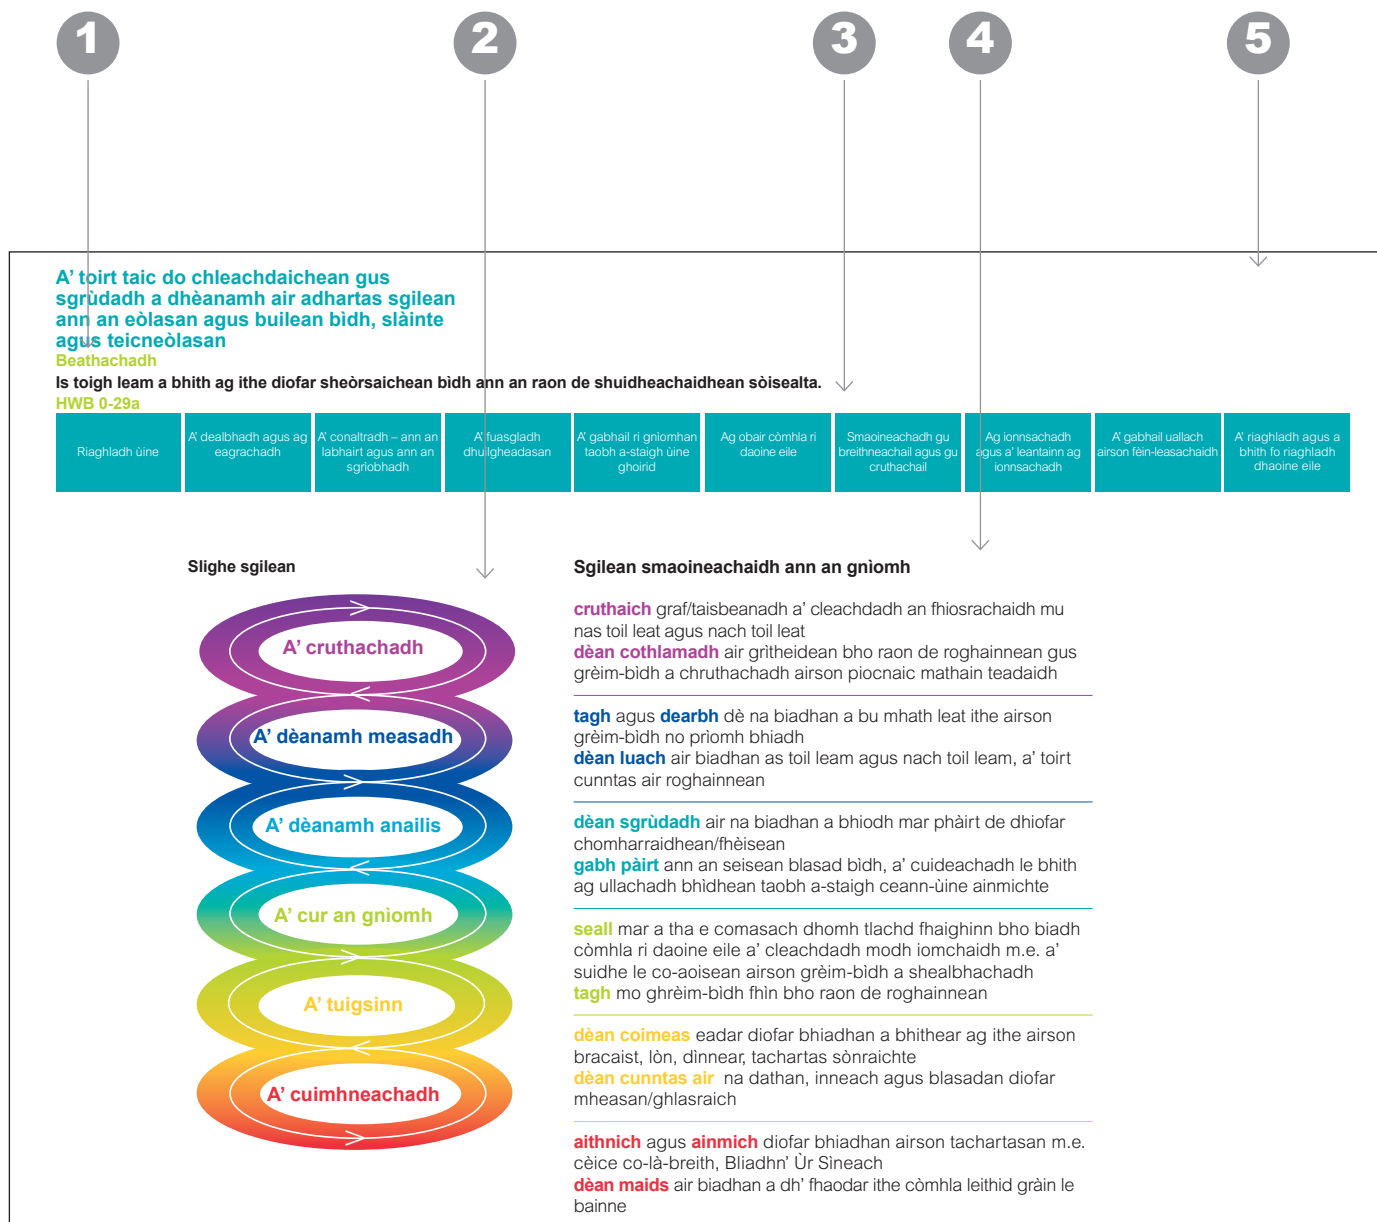 1
2
3
4
5
A' toirt taic do chleachdaichean gus
sgrùdadh a dhèanamh air adhartas sgilean
ann an eòlasan agus builean bìdh, slàinte
agus teicneòlasan
Beathachadh
Is toigh leam a bhith ag ithe diofar sheòrsaichean bìdh ann an raon de shuidheachaidhean sòisealta.
HWB 0-29a
Riaghladh ùine
A' dealbhadh agus ag
eagrachadh
A' conaltradh – ann an
labhairt agus ann an
sgrìobhadh
A' fuasgladh
dhuilgheadasan
A' gabhail ri gnìomhan
taobh a-staigh ùine
ghoirid
Ag obair còmhla ri
daoine eile
Smaoineachadh gu
breithneachail agus gu
cruthachail
Ag ionnsachadh
agus a' leantainn ag
ionnsachadh
A' gabhail uallach
airson fèin-leasachaidh
A' riaghladh agus a
bhith fo riaghladh
dhaoine eile
Slighe sgilean
A' cruthachadh
A' dèanamh measadh
A' dèanamh anailis
A' cur an gnìomh
A' tuigsinn
A' cuimhneachadh
Sgilean smaoineachaidh ann an gnìomh
cruthaich graf/taisbeanadh a' cleachdadh an fhiosrachaidh mu
nas toil leat agus nach toil leat
dèan cothlamadh air grìtheidean bho raon de roghainnean gus
grèim-bìdh a chruthachadh airson piocnaic mathain teadaidh
tagh agus dearbh dè na biadhan a bu mhath leat ithe airson
grèim-bìdh no prìomh bhiadh
dèan luach air biadhan as toil leam agus nach toil leam, a' toirt
cunntas air roghainnean
dèan sgrùdadh air na biadhan a bhiodh mar phàirt de dhiofar
chomharraidhean/fhèisean
gabh pàirt ann an seisean blasad bìdh, a' cuideachadh le bhith
ag ullachadh bhìdhean taobh a-staigh ceann-ùine ainmichte
seall mar a tha e comasach dhomh tlachd fhaighinn bho biadh
còmhla ri daoine eile a' cleachdadh modh iomchaidh m.e. a'
suidhe le co-aoisean airson grèim-bìdh a shealbhachadh
tagh mo ghrèim-bìdh fhìn bho raon de roghainnean
dèan coimeas eadar diofar bhiadhan a bhithear ag ithe airson
bracaist, lòn, dìnnear, tachartas sònraichte
dèan cunntas air na dathan, inneach agus blasadan diofar
mheasan/ghlasraich
aithnich agus ainmich diofar bhiadhan airson tachartasan m.e.
cèice co-là-breith, Bliadhn' Ùr Sìneach
dèan maids air biadhan a dh' fhaodar ithe còmhla leithid gràin le
bainne